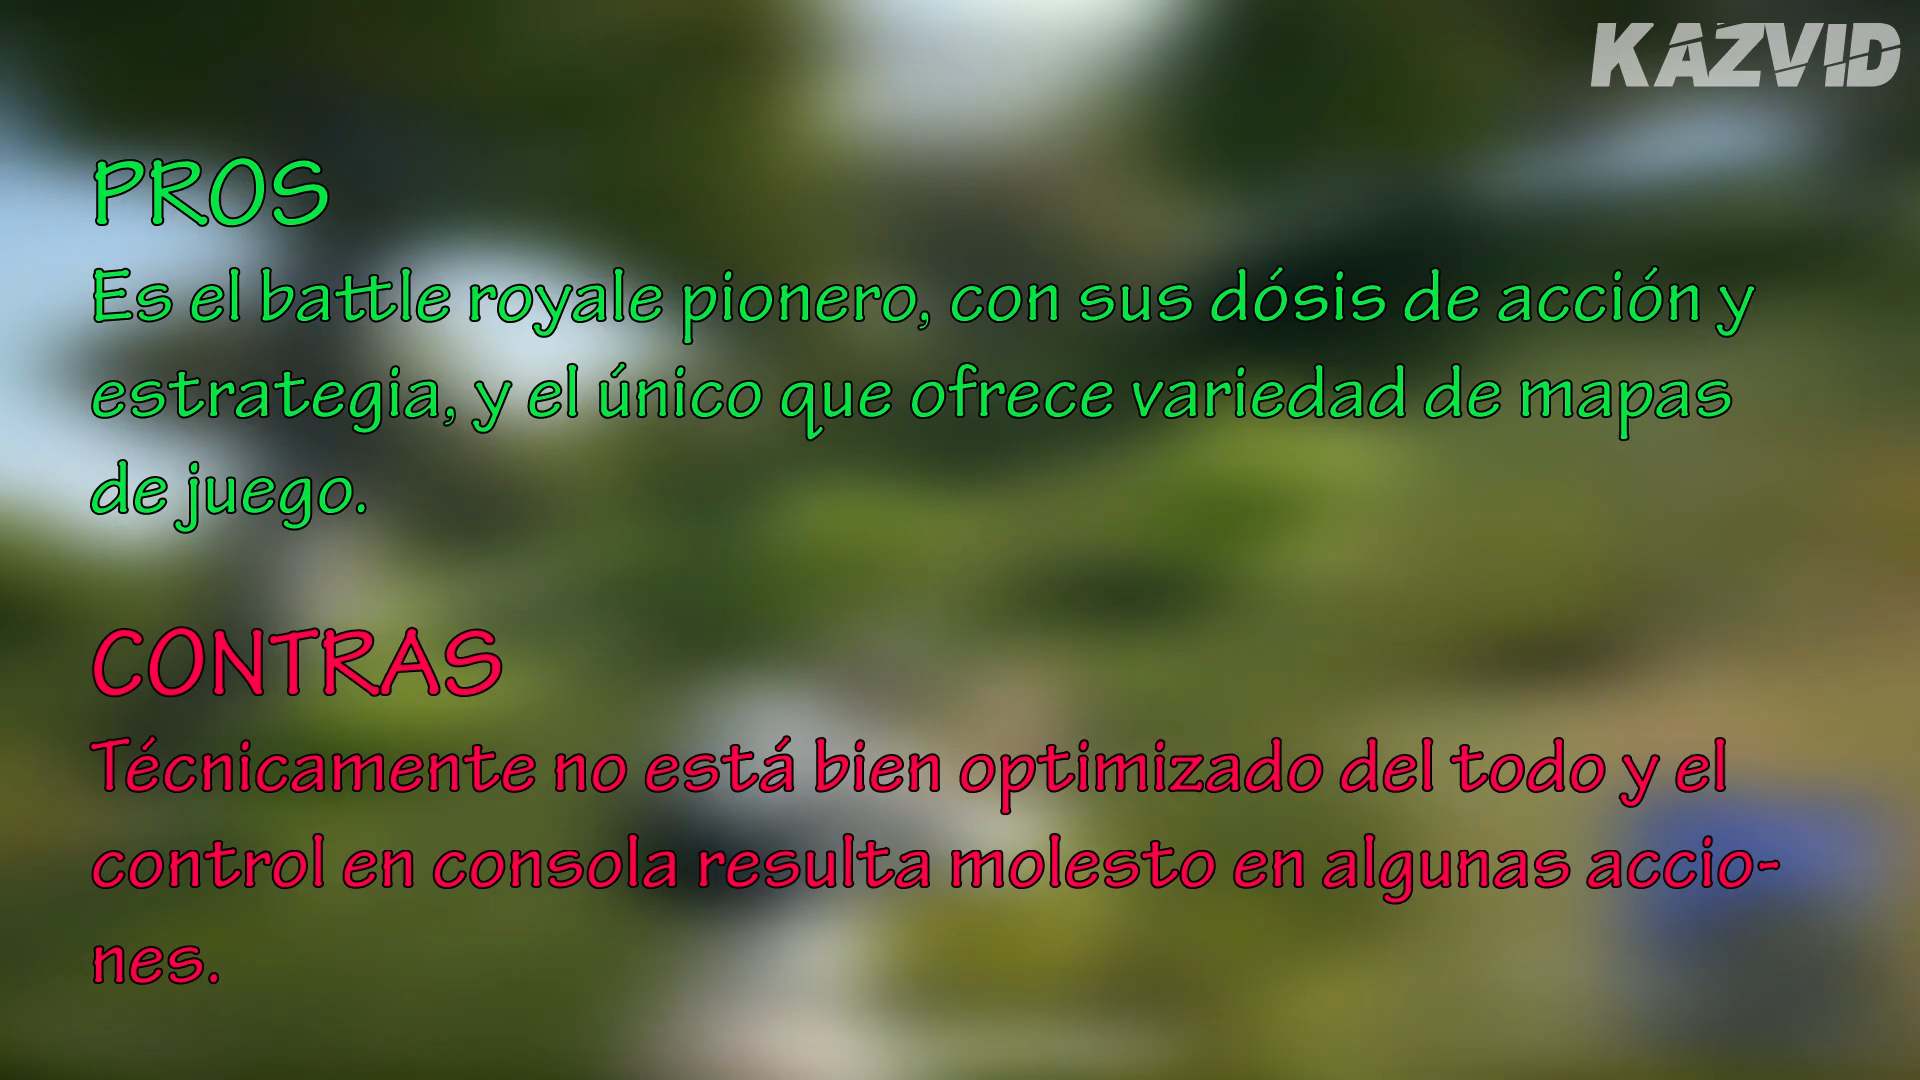 KAZVID
PROS
Es el battle royale pionero, con sus dósis de acción y
estrategia, y el único que ofrece variedad de mapas
de juego.
CONTRAS
Técnicamente no está bien optimizado del todo y el
control en consola resulta molesto en algunas accio-
nes.